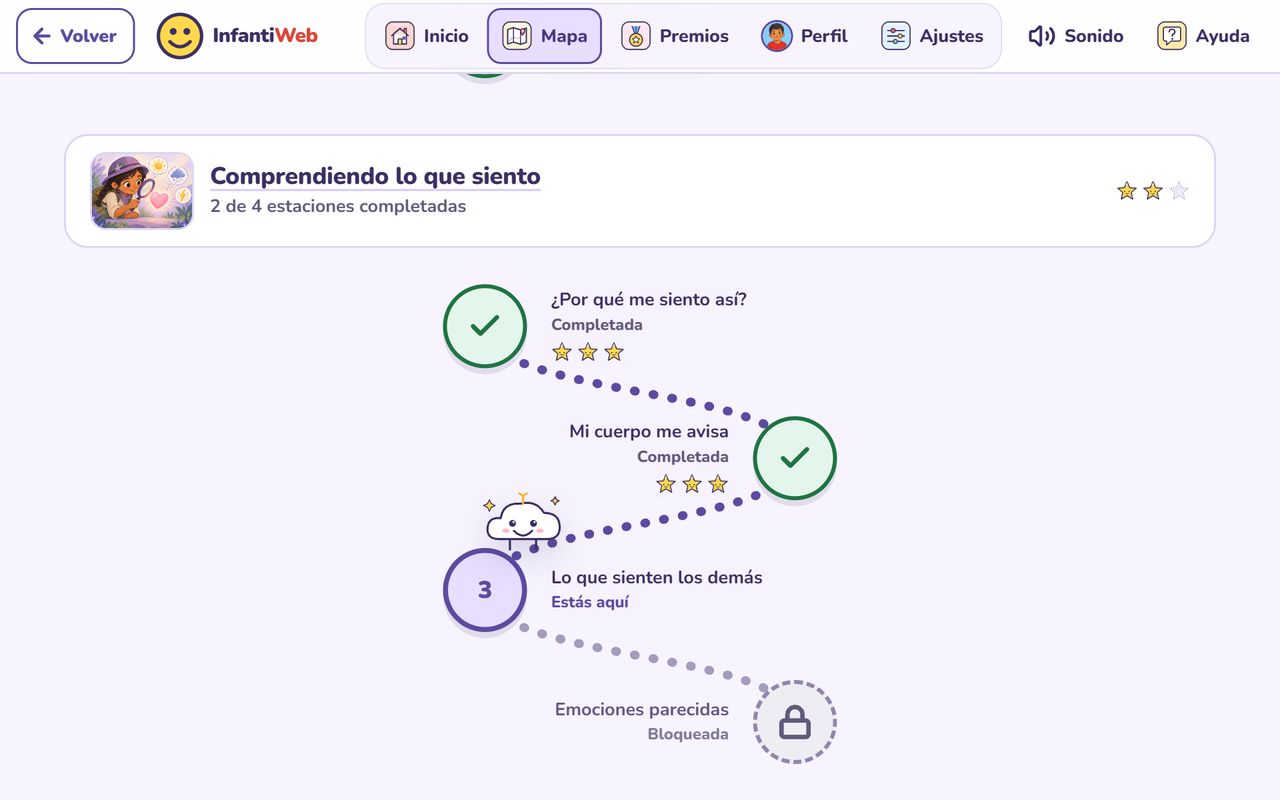 Volver
InfantiWeb
Inicio
Mapa
Premios
Perfil
Ajustes
Sonido
Ayuda
Comprendiendo lo que siento
2 de 4 estaciones completadas
¿Por qué me siento así?
Completada
Mi cuerpo me avisa
Completada
3
Lo que sienten los demás
Estás aquí
Emociones parecidas
Bloqueada